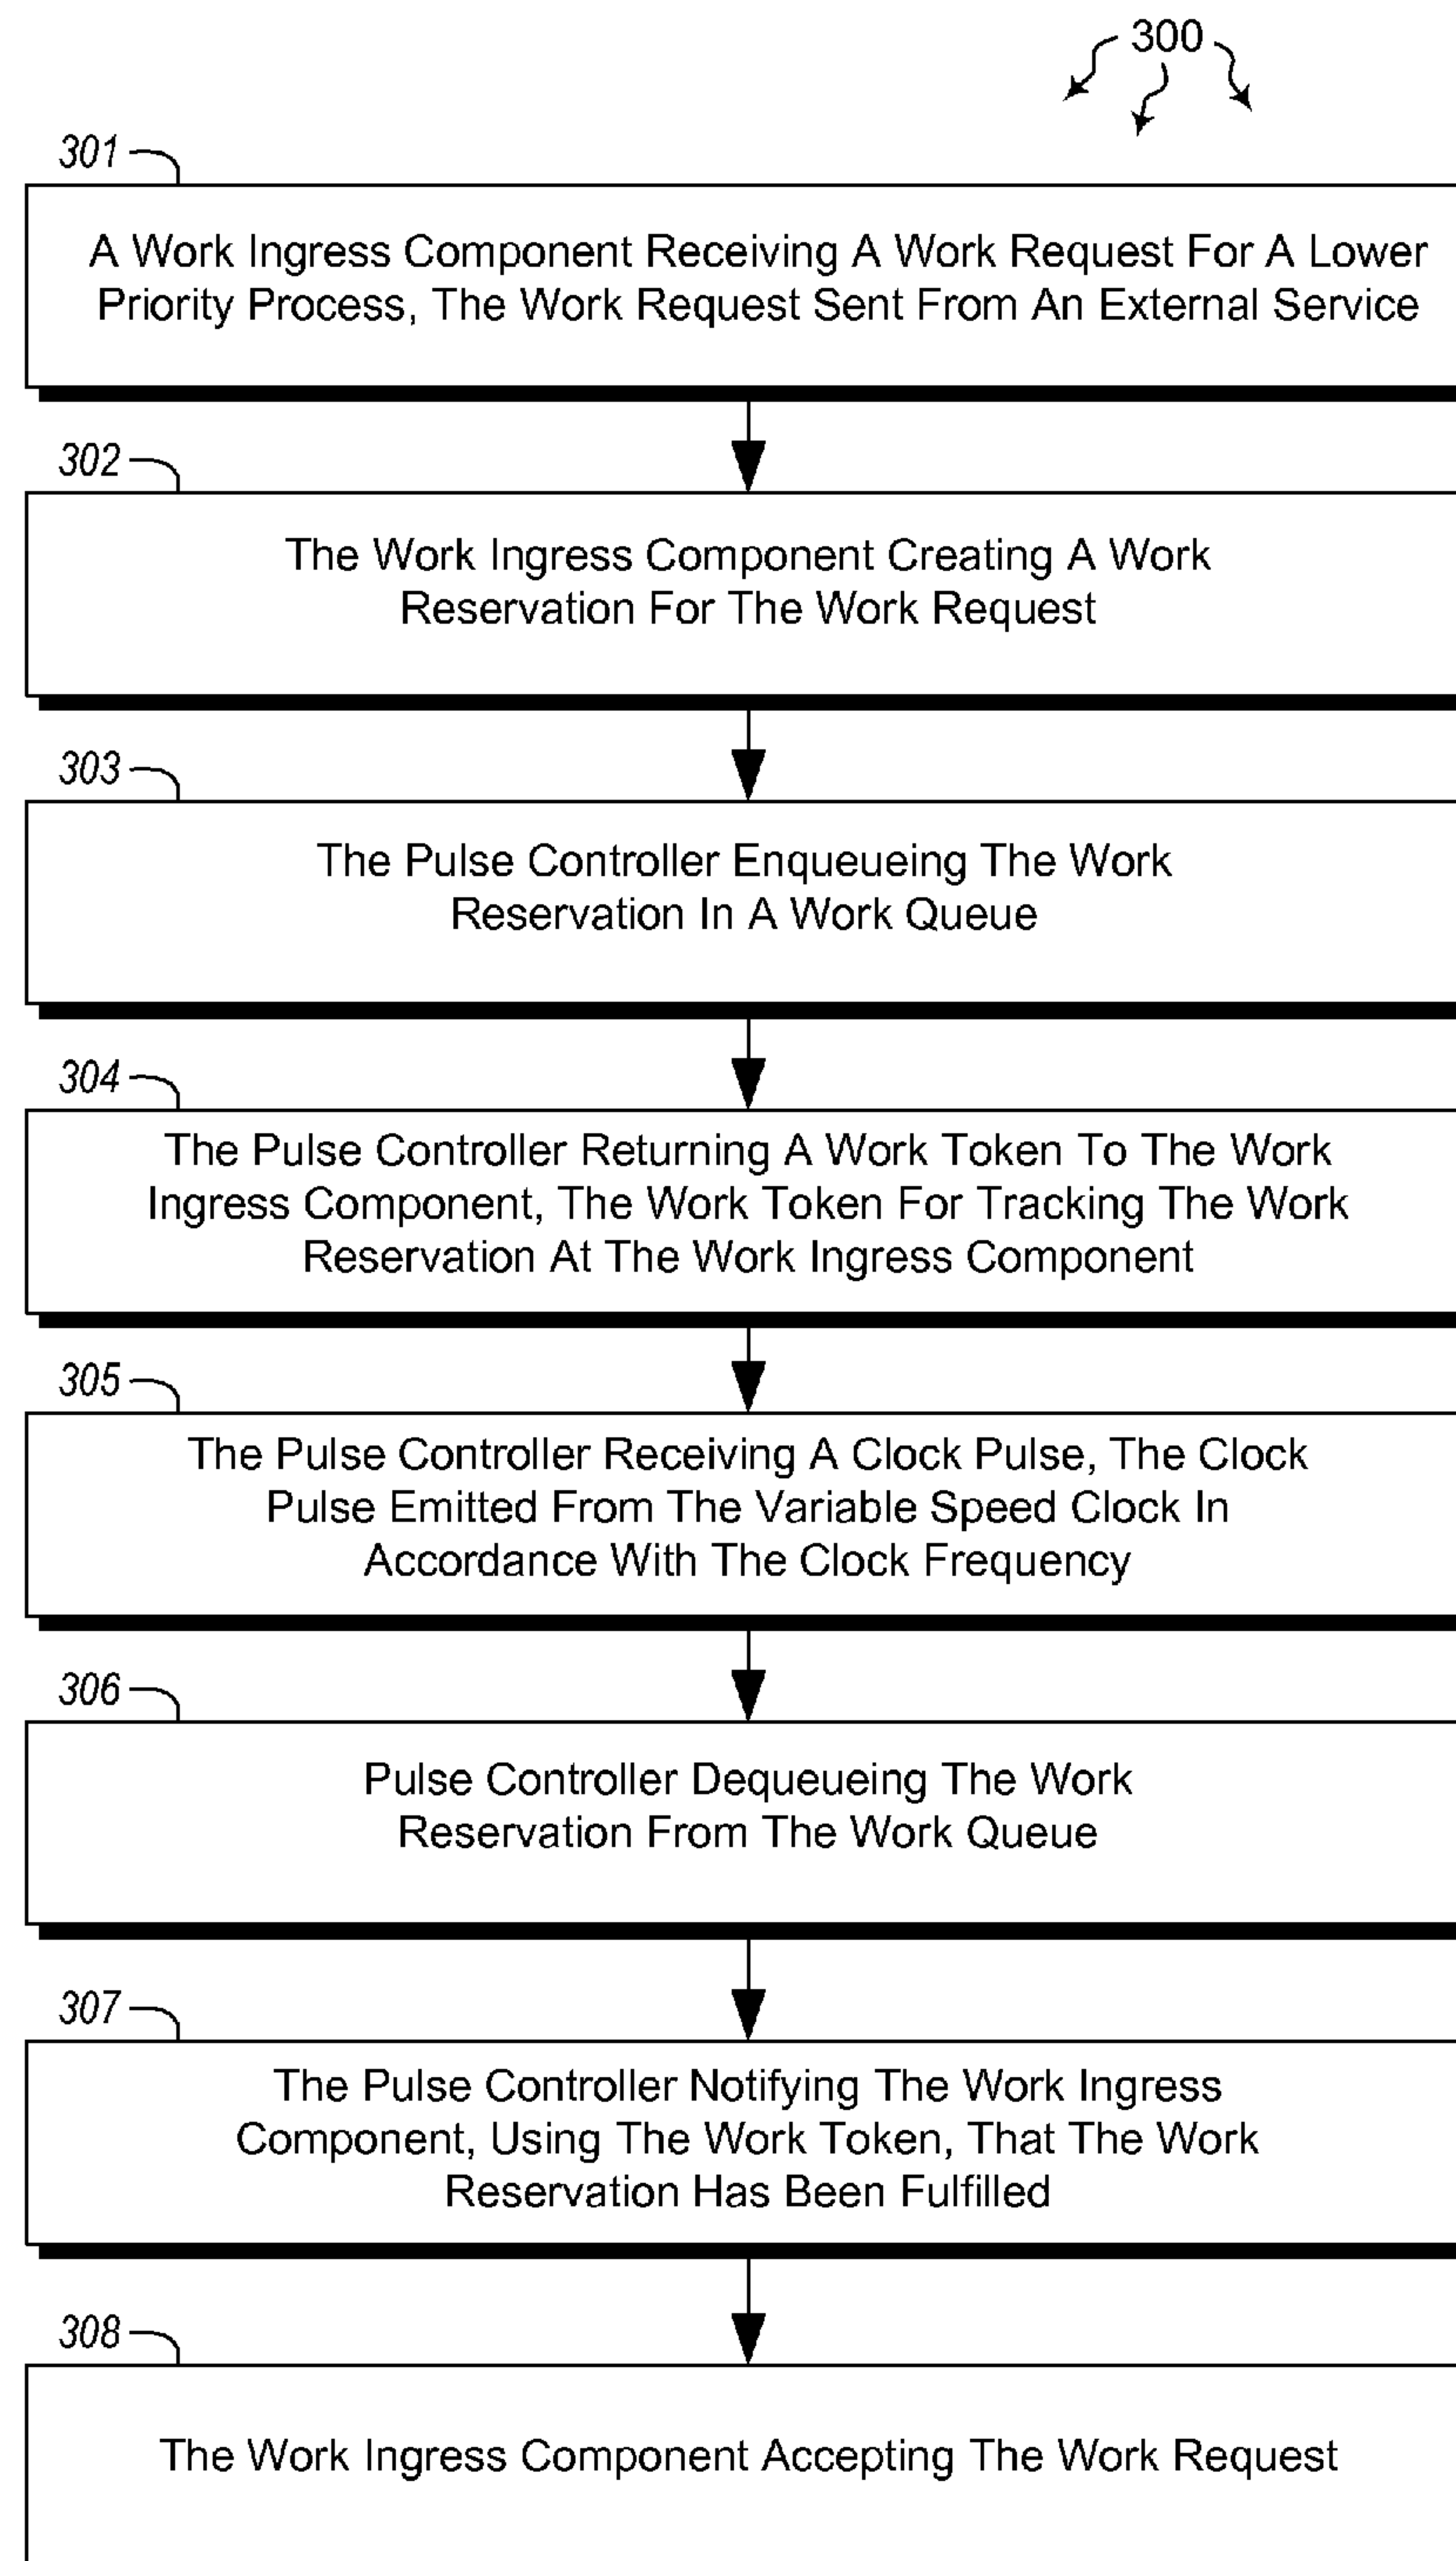 300
301
A Work Ingress Component Receiving A Work Request For A Lower
Priority Process, The Work Request Sent From An External Service
302
The Work Ingress Component Creating A Work
Reservation For The Work Request
303
The Pulse Controller Enqueueing The Work
Reservation In A Work Queue
304
The Pulse Controller Returning A Work Token To The Work
Ingress Component, The Work Token For Tracking The Work
Reservation At The Work Ingress Component
305
The Pulse Controller Receiving A Clock Pulse, The Clock
Pulse Emitted From The Variable Speed Clock In
Accordance With The Clock Frequency
306
Pulse Controller Dequeueing The Work
Reservation From The Work Queue
307
The Pulse Controller Notifying The Work Ingress
Component, Using The Work Token, That The Work
Reservation Has Been Fulfilled
308
The Work Ingress Component Accepting The Work Request